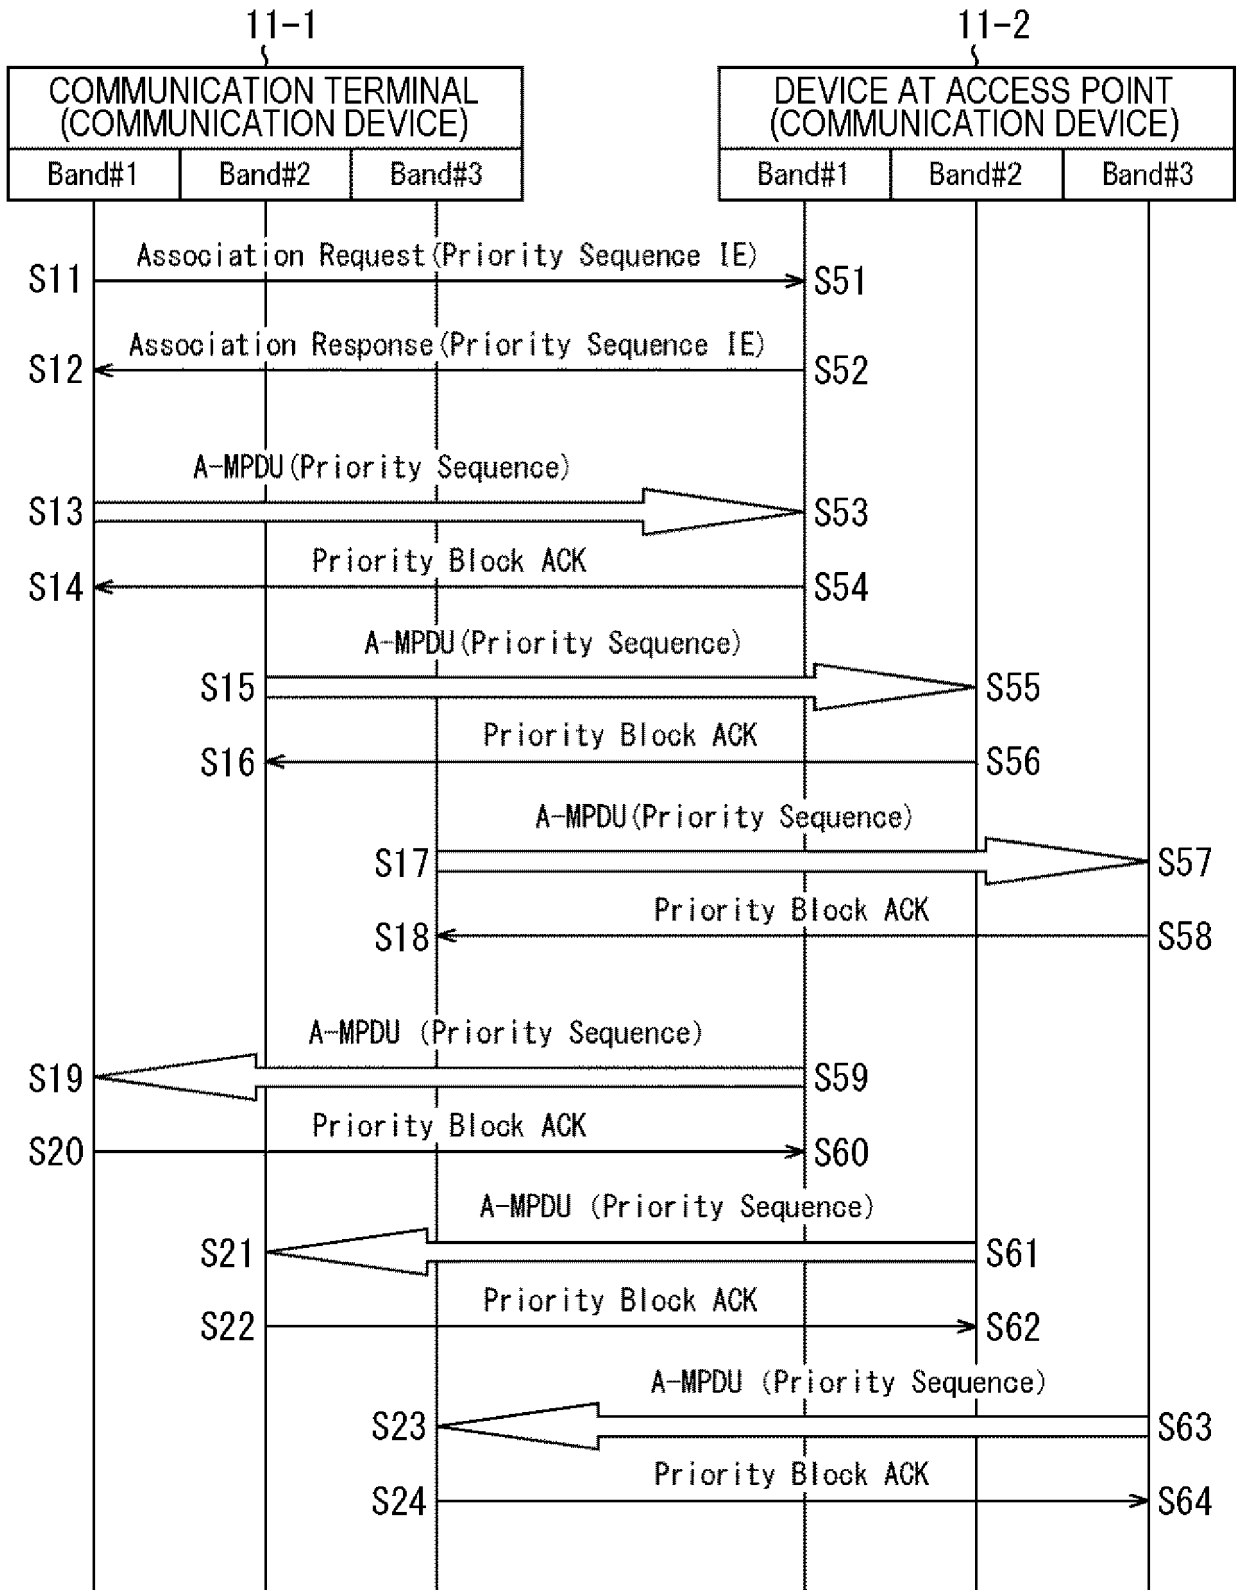 11-1
11-2
COMMUNICATION TERMINAL
(COMMUNICATION DEVICE)
DEVICE AT ACCESS POINT
(COMMUNICATION DEVICE)
Band#1 Band#2 Band#3
Band#1 Band#2 Band#3
Association Request(Priority Sequence IE)
S11 S51
Association Response(Priority Sequence IE)
S12 S52
A-MPDU(Priority Sequence)
S13 S53
Priority Block ACK
S14 S54
A-MPDU(Priority Sequence)
S15 S55
Priority Block ACK
S16 S56
A-MPDU(Priority Sequence)
S17 S57
Priority Block ACK
S18 S58
A-MPDU (Priority Sequence)
S19 S59
Priority Block ACK
S20 S60
A-MPDU (Priority Sequence)
S21 S61
Priority Block ACK
S22 S62
A-MPDU (Priority Sequence)
S23 S63
Priority Block ACK
S24 S64